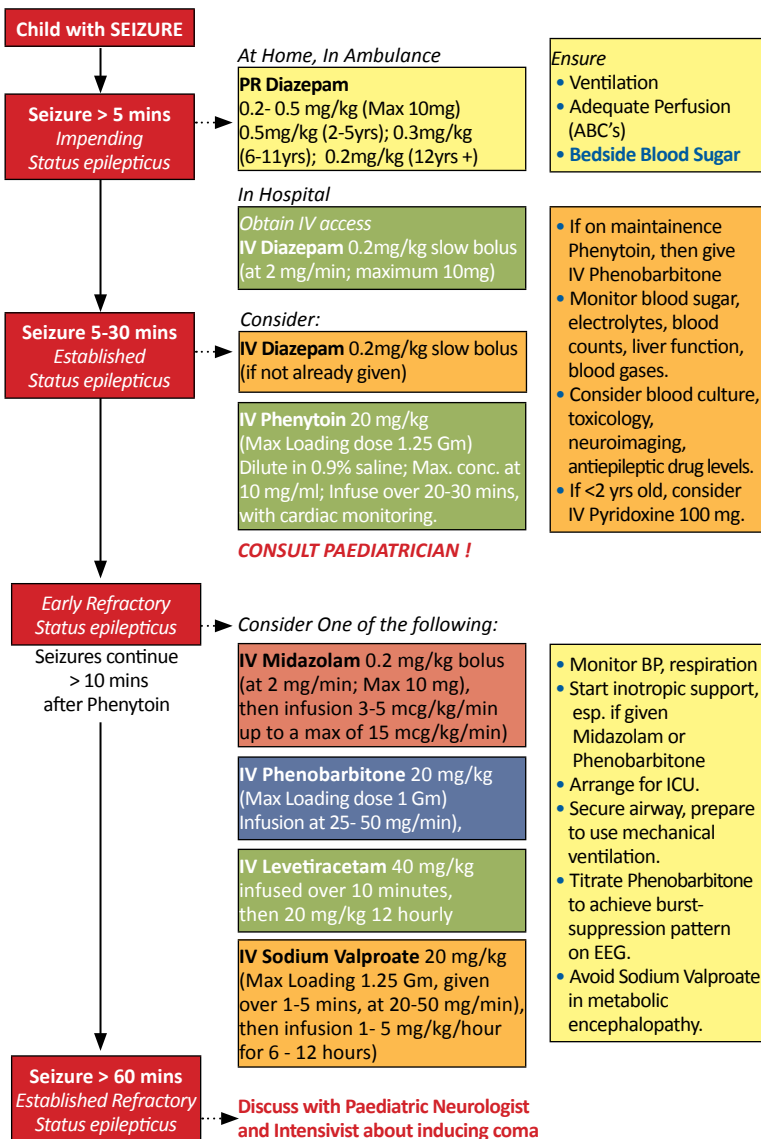 Child with SEIZURE
At Home, In Ambulance
PR Diazepam
0.2- 0.5 mg/kg (Max 10mg)
0.5mg/kg (2-5yrs); 0.3mg/kg
(6-11yrs); 0.2mg/kg (12yrs +)
Ensure
• Ventilation
• Adequate Perfusion
(ABC's)
• Bedside Blood Sugar
Seizure > 5 mins
Impending
Status epilepticus
In Hospital
Obtain IV access
IV Diazepam 0.2mg/kg slow bolus
(at 2 mg/min; maximum 10mg)
Seizure 5-30 mins
Established
Status epilepticus
Consider:
IV Diazepam 0.2mg/kg slow bolus
(if not already given)
IV Phenytoin 20 mg/kg
(Max Loading dose 1.25 Gm)
Dilute in 0.9% saline; Max. conc. at
10 mg/ml; Infuse over 20-30 mins,
with cardiac monitoring.
CONSULT PAEDIATRICIAN !
• If on maintainence
Phenytoin, then give
IV Phenobarbitone
• Monitor blood sugar,
electrolytes, blood
counts, liver function,
blood gases.
• Consider blood culture,
toxicology,
neuroimaging,
antiepileptic drug levels.
• If <2 yrs old, consider
IV Pyridoxine 100 mg.
Early Refractory
Status epilepticus
Seizures continue
> 10 mins
after Phenytoin
Consider One of the following:
IV Midazolam 0.2 mg/kg bolus
(at 2 mg/min; Max 10 mg),
then infusion 3-5 mcg/kg/min
up to a max of 15 mcg/kg/min)
IV Phenobarbitone 20 mg/kg
(Max Loading dose 1 Gm)
Infusion at 25- 50 mg/min),
IV Levetiracetam 40 mg/kg
infused over 10 minutes,
then 20 mg/kg 12 hourly
IV Sodium Valproate 20 mg/kg
(Max Loading 1.25 Gm, given
over 1-5 mins, at 20-50 mg/min),
then infusion 1- 5 mg/kg/hour
for 6 - 12 hours)
• Monitor BP, respiration
• Start inotropic support,
esp. if given
Midazolam or
Phenobarbitone
• Arrange for ICU.
• Secure airway, prepare
to use mechanical
ventilation.
• Titrate Phenobarbitone
to achieve burst-
suppression pattern
on EEG.
• Avoid Sodium Valproate
in metabolic
encephalopathy.
Seizure > 60 mins
Established Refractory
Status epilepticus
Discuss with Paediatric Neurologist
and Intensivist about inducing coma